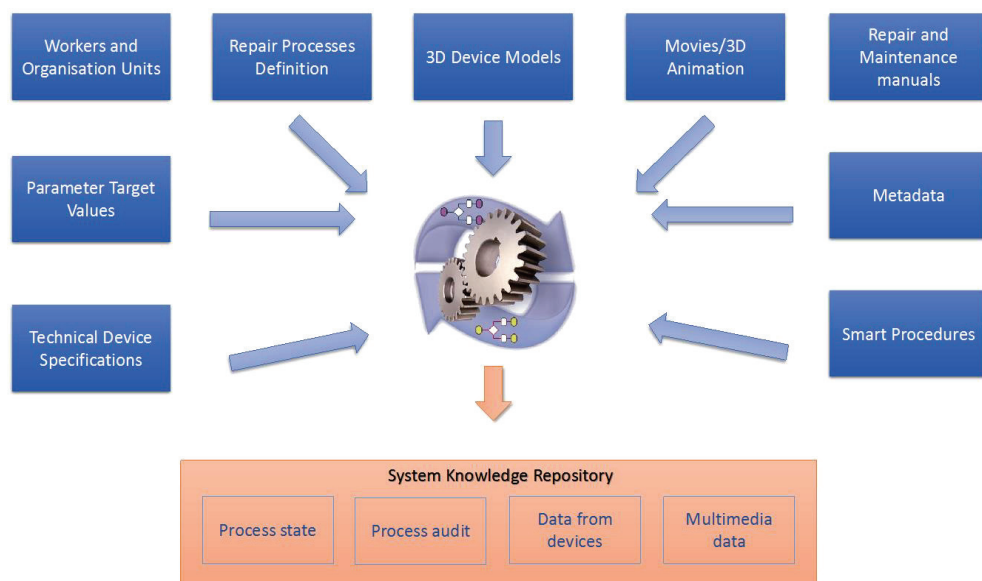 Workers and
Organisation Units
Repair Processes
Definition
3D Device Models
Movies/3D
Animation
Repair and
Maintenance
manuals
Parameter Target
Values
Metadata
Technical Device
Specifications
Smart Procedures
System Knowledge Repository
Process state
Process audit
Data from
devices
Multimedia
data